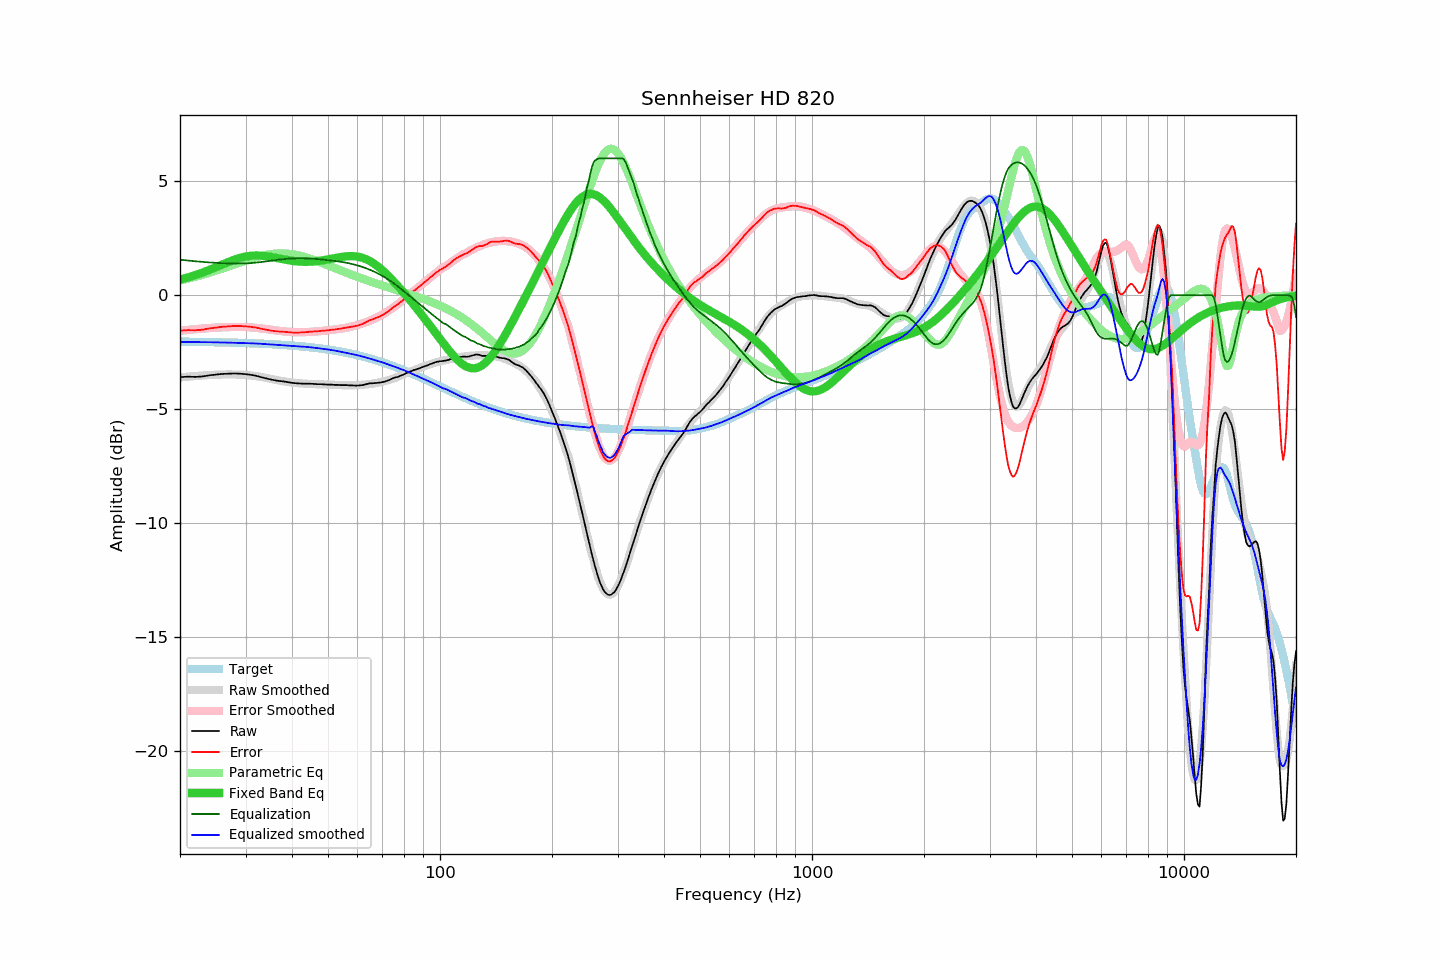 Sennheiser HD 820
Amplitude (dBr)
5
0
−5
−10
−15
−20
Target
Raw Smoothed
Error Smoothed
Raw
Error
Parametric Eq
Fixed Band Eq
Equalization
Equalized smoothed
100
1000
10000
Frequency (Hz)